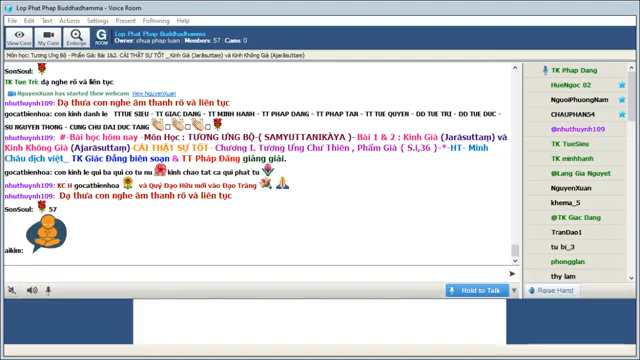 Lop Phat Phap Buddhadhamma - Voice Room
File Text Actions Settings Present Following Help
View Cam
My Cam
Enlarge
G
ROOM
Lop Phat Phap Buddhadhamma
Owner: chua phap luan Members: 57 Cams: 0
Môn học: Tương Ưng Bộ - Phẩm Già: Bài 1&2. CÁI THẬT SỰ TỐT _ Kinh Già (Jarāsuttaṃ) và Kinh Không Già (Ajarāsuttaṃ)
SonSoul:
TK Tue Tri: dạ nghe rõ và liên tục
NguyenXuan has started their webcam View NguyenXuan
nhuthuynh109: Dạ thưa con nghe âm thanh rõ và liên tục
gocatbienhoa: con kinh danh le TTTUE SIEU - TT GIAC DANG - TT MINH HANH - TT PHAP DANG - TT PHAP TAN - TT TUE QUYEN - DD TUE TRI - DD TUE DUC - SU NGUYEN THONG - CUNG CHU DAI DUC TANG
nhuthuynh109: #-Bài học hôm nay -Môn Học : TƯƠNG ƯNG BỘ-( SAMYUTTANIKĀYA ) - Bài 1 & 2 : Kinh Già (Jarāsuttaṃ) và Kinh Không Già (Ajarāsuttaṃ)-CÁI THẬT SỰ TỐT - Chương I. Tương Ưng Chư Thiên , Phẩm Già ( S.i,36 ) -*-HT- Minh Châu dịch việt_ TK Giác Đẳng biên soạn & TT Pháp Đăng giảng giải.
gocatbienhoa: con kinh le qui ba qui co tu nu kinh chao tat ca qui phat tu
nhuthuynh109: KC H gocatbienhoa và Quý Đạo Hữu mới vào Đạo Tràng
nhuthuynh109: Dạ thưa con nghe âm thanh rõ và liên tục
SonSoul: 57
aikim:
Hold to Talk
TK Phap Dang
HueNgoc 02
NguoiPhuongNam
CHAUPHAN54
@nhuthuynh109
TK TueSieu
TK minhhanh
@Lang Gia Nguyet
NguyenXuan
khema_5
@TK Giac Dang
TranDao1
tu bi_3
phongglan
thy lam
Raise Hand